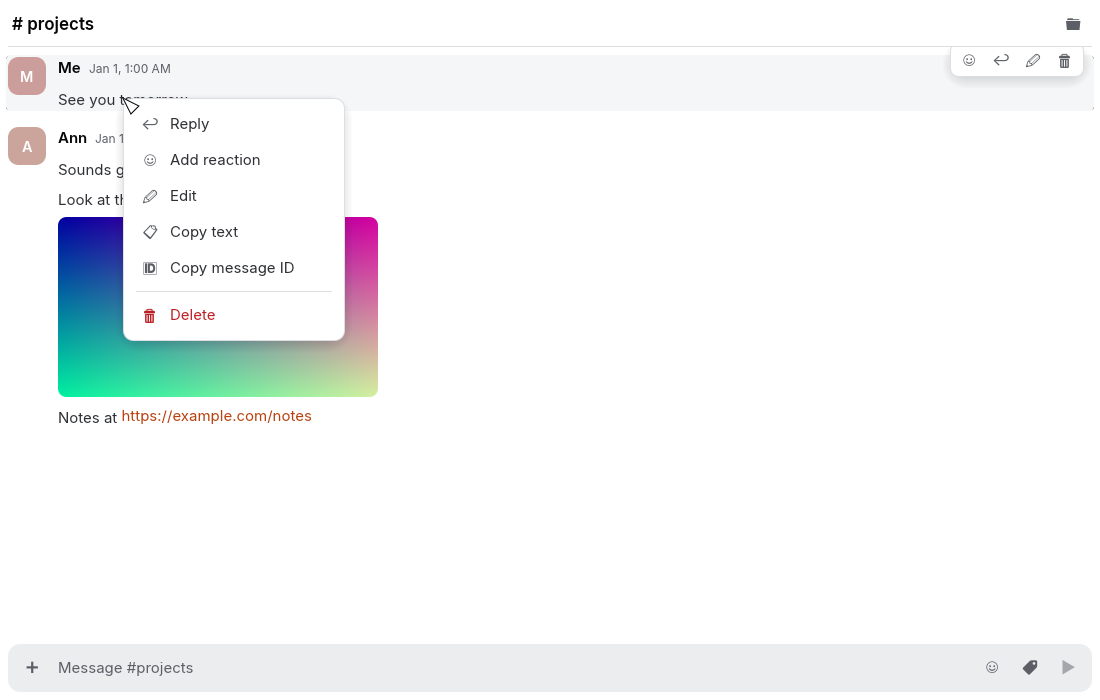 # projects
M
Me Jan 1, 1:00 AM
See you tomorrow
Reply
A
Ann Jan 1
Add reaction
Sounds g
Edit
Look at th
Copy text
Copy message ID
Delete
Notes at https://example.com/notes
Message #projects